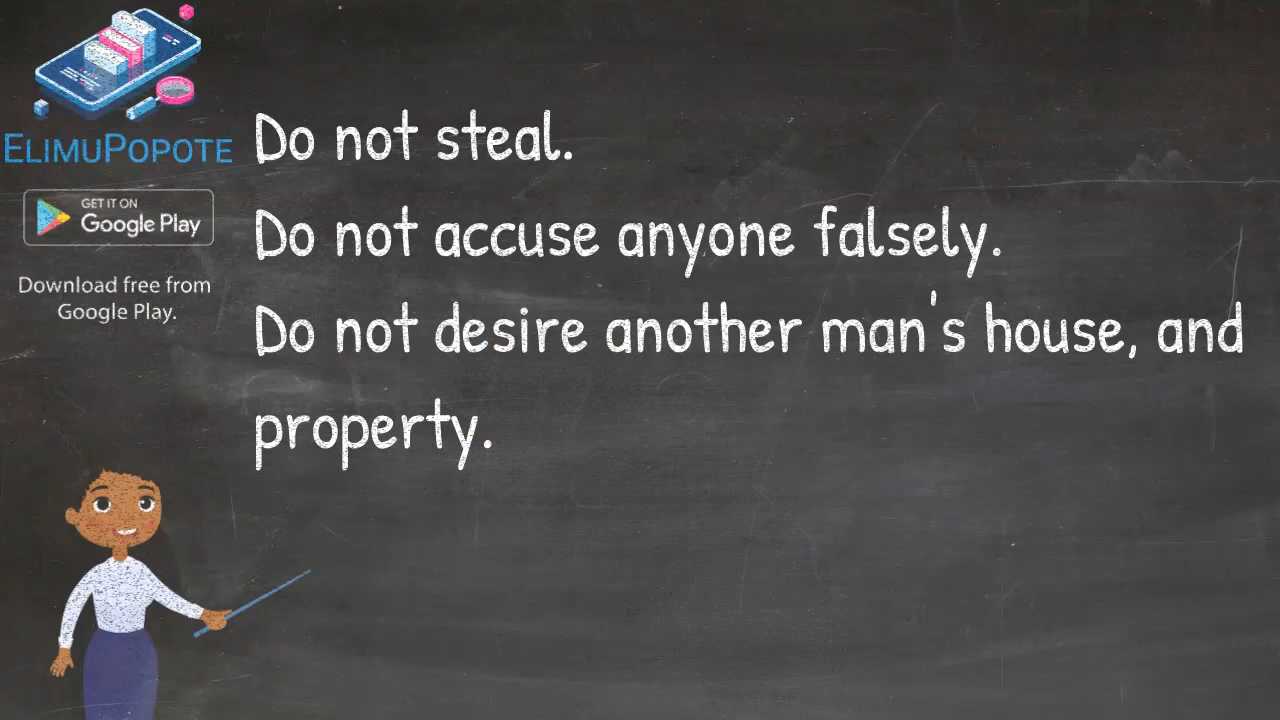 ELIMUPOPOTE
GET IT ON
Google Play
Download free from
Google Play.
Do not steal.
Do not accuse anyone falsely.
Do not desire another man's house, and
property.